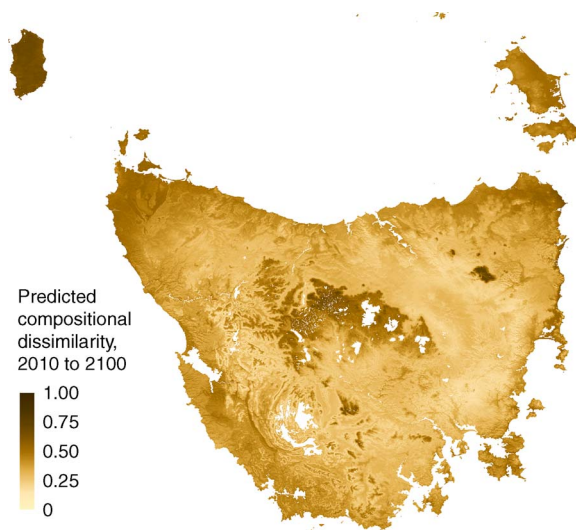 Predicted
compositional
dissimilarity,
2010 to 2100
1.00
0.75
0.50
0.25
0